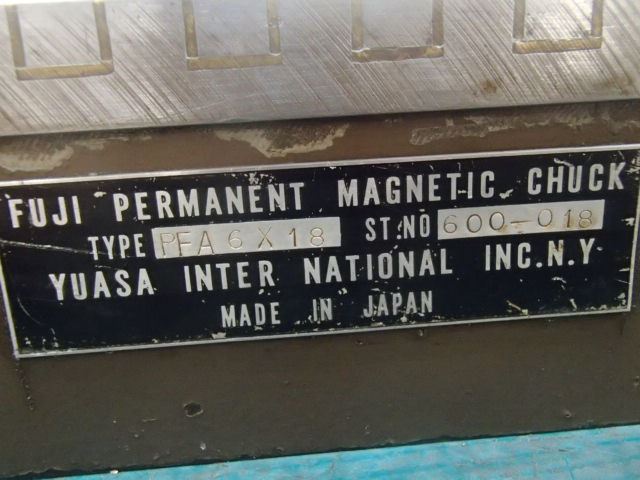 FUJI PERMANENT MAGNETIC CHUCK
TYPE PFA 6 X 18 ST.NO 600-018
YUASA INTER NATIONAL INC.N.Y
MADE IN JAPAN